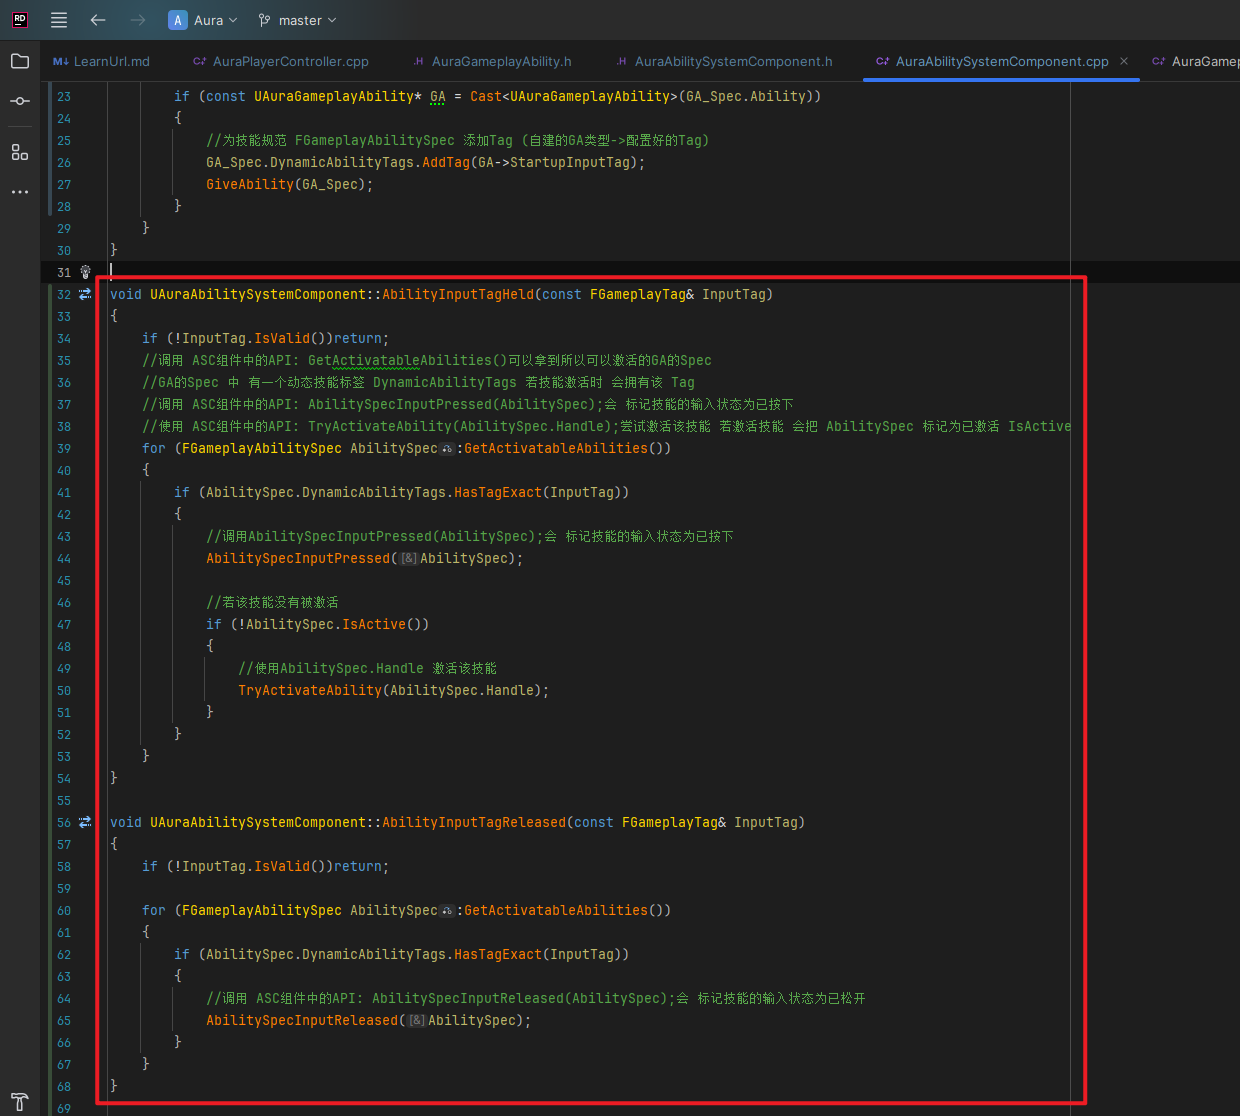 RD
A Aura master
M↓ LearnUrl.md C+ AuraPlayerController.cpp .H AuraGameplayAbility.h .H AuraAbilitySystemComponent.h C+ AuraAbilitySystemComponent.cpp × C+ AuraGamep
23 if (const UAuraGameplayAbility* GA = Cast<UAuraGameplayAbility>(GA_Spec.Ability))
24 {
25 //为技能规范 FGameplayAbilitySpec 添加Tag (自建的GA类型->配置好的Tag)
26 GA_Spec.DynamicAbilityTags.AddTag(GA->StartupInputTag);
27 GiveAbility(GA_Spec);
28 }
29 }
30 }
31
32 void UAuraAbilitySystemComponent::AbilityInputTagHeld(const FGameplayTag& InputTag)
33 {
34 if (!InputTag.IsValid())return;
35 //调用 ASC组件中的API: GetActivatableAbilities()可以拿到所以可以激活的GA的Spec
36 //GA的Spec 中 有一个动态技能标签 DynamicAbilityTags 若技能激活时 会拥有该 Tag
37 //调用 ASC组件中的API: AbilitySpecInputPressed(AbilitySpec);会 标记技能的输入状态为已按下
38 //使用 ASC组件中的API: TryActivateAbility(AbilitySpec.Handle);尝试激活该技能 若激活技能 会把 AbilitySpec 标记为已激活 IsActive
39 for (FGameplayAbilitySpec AbilitySpec :GetActivatableAbilities())
40 {
41 if (AbilitySpec.DynamicAbilityTags.HasTagExact(InputTag))
42 {
43 //调用AbilitySpecInputPressed(AbilitySpec);会 标记技能的输入状态为已按下
44 AbilitySpecInputPressed([&]AbilitySpec);
45
46 //若该技能没有被激活
47 if (!AbilitySpec.IsActive())
48 {
49 //使用AbilitySpec.Handle 激活该技能
50 TryActivateAbility(AbilitySpec.Handle);
51 }
52 }
53 }
54 }
55
56 void UAuraAbilitySystemComponent::AbilityInputTagReleased(const FGameplayTag& InputTag)
57 {
58 if (!InputTag.IsValid())return;
59
60 for (FGameplayAbilitySpec AbilitySpec :GetActivatableAbilities())
61 {
62 if (AbilitySpec.DynamicAbilityTags.HasTagExact(InputTag))
63 {
64 //调用 ASC组件中的API: AbilitySpecInputReleased(AbilitySpec);会 标记技能的输入状态为已松开
65 AbilitySpecInputReleased([&]AbilitySpec);
66 }
67 }
68 }
69